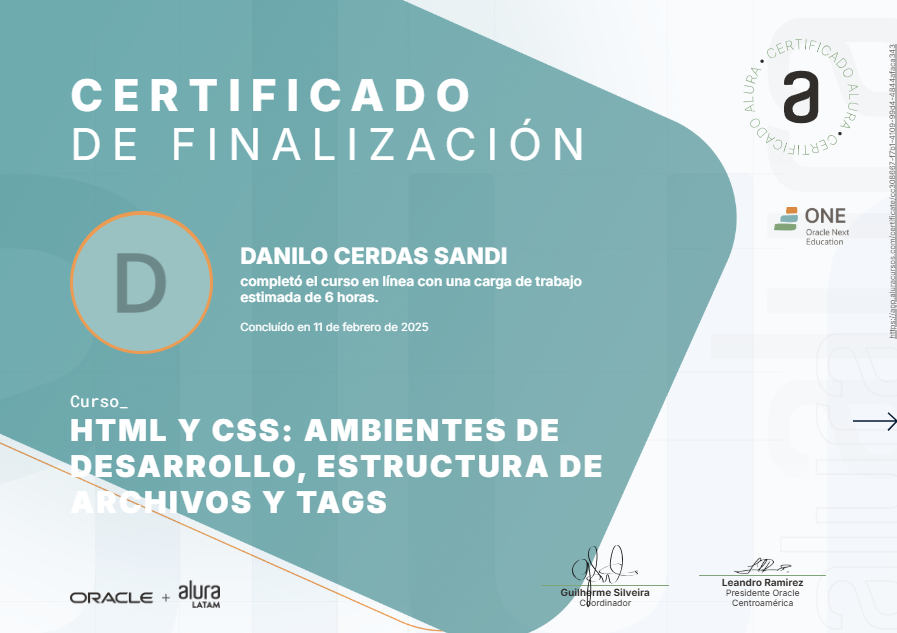 CERTIFICADO
DE FINALIZACIÓN
CERTIFICADO ALURA • CERTIFICADO ALURA •
a
ONE
Oracle Next
Education
D
DANILO CERDAS SANDI
completó el curso en línea con una carga de trabajo
estimada de 6 horas.
Concluído en 11 de febrero de 2025
Curso_
HTML Y CSS: AMBIENTES DE
DESARROLLO, ESTRUCTURA DE
ARCHIVOS Y TAGS
ORACLE + alura
LATAM
Guilherme Silveira
Coordinador
Leandro Ramirez
Presidente Oracle
Centroamérica